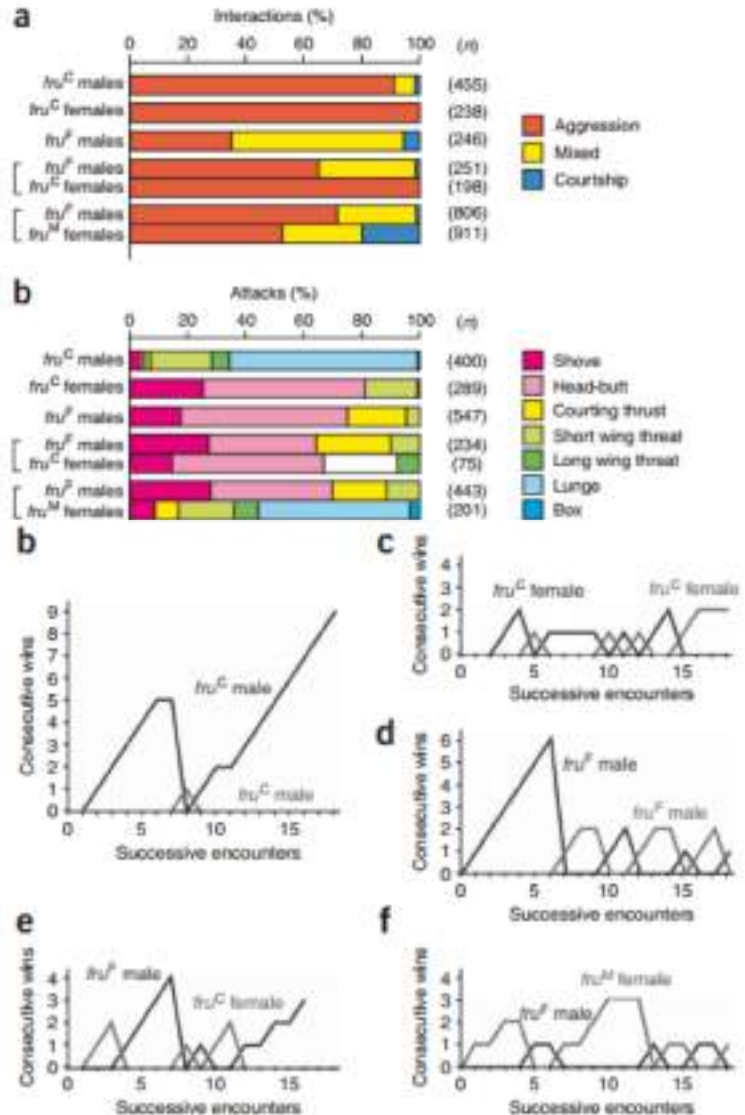 a
Interactions (%)
0 20 40 60 80 100 (n)
fruC males (455)
fruC females (238)
fruF males (246)
fruF males (251)
fruC females (198)
fruF males (806)
fruM females (911)
Aggression
Mixed
Courtship
b
Attacks (%)
0 20 40 60 80 100 (n)
fruC males (400)
fruC females (289)
fruF males (547)
fruF males (234)
fruC females (75)
fruF males (443)
fruM females (201)
Shove
Head-butt
Courting thrust
Short wing threat
Long wing threat
Lunge
Box
b
Consecutive wins
9
8
7
6
5
4
3
2
1
0
fruC male
fruC male
0 5 10 15
Successive encounters
c
Consecutive wins
4
3
2
1
0
fruC female
fruC female
0 5 10 15
Successive encounters
d
Consecutive wins
6
5
4
3
2
1
0
fruF male
fruF male
0 5 10 15
Successive encounters
e
Consecutive wins
4
3
2
1
0
fruF male
fruC female
0 5 10 15
Successive encounters
f
Consecutive wins
4
3
2
1
0
fruM female
fruF male
0 5 10 15
Successive encounters